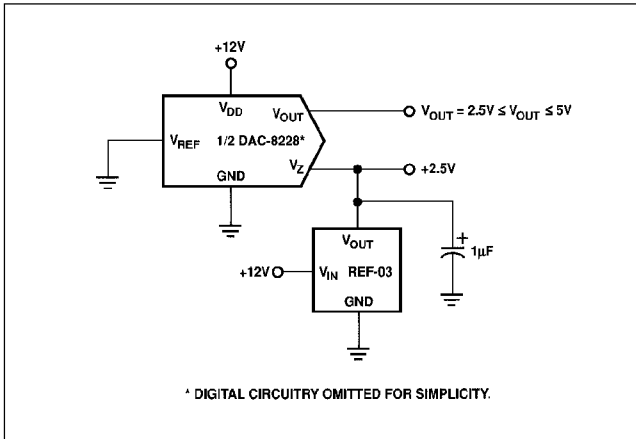 +12V
VDD
VOUT
VOUT = 2.5V ≤ VOUT ≤ 5V
VREF
1/2 DAC-8228*
VZ
+2.5V
GND
VOUT
+
1µF
+12V
VIN
REF-03
GND
* DIGITAL CIRCUITRY OMITTED FOR SIMPLICITY.